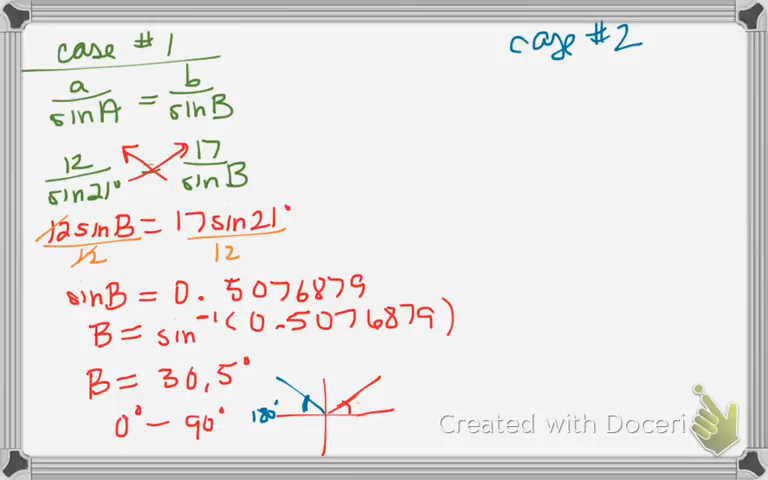 case # 1
a/sinA = b/sinB
12/sin21° = 17/sinB
12sinB = 17sin21°
12 12
sinB = 0.5076879
B = sin⁻¹(0.5076879)
B = 30,5°
0° - 90°
180°
case #2
Created with Doceri